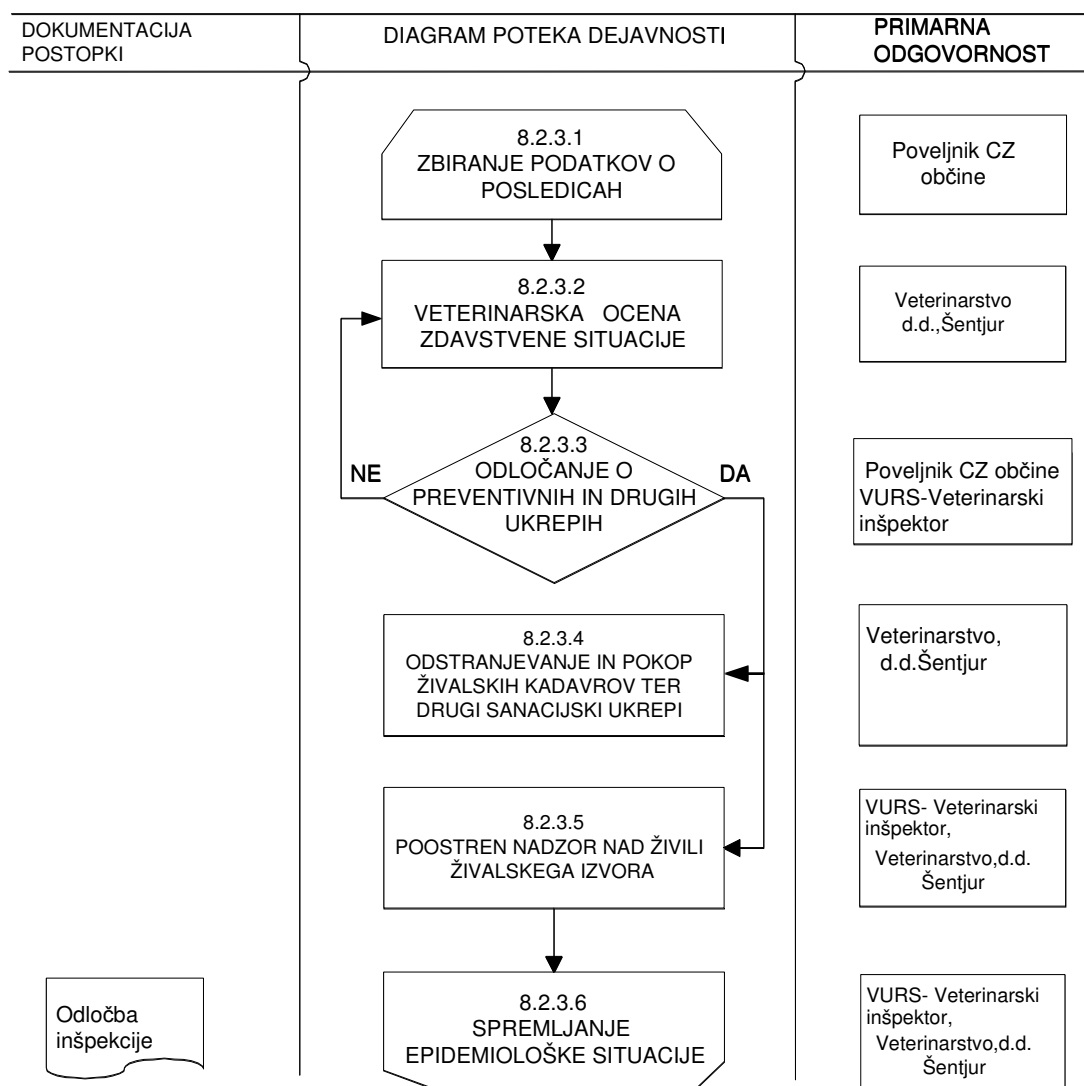 DOKUMENTACIJA
POSTOPKI
DIAGRAM POTEKA DEJAVNOSTI
PRIMARNA
ODGOVORNOST
8.2.3.1
ZBIRANJE PODATKOV O
POSLEDICAH
Poveljnik CZ
občine
8.2.3.2
VETERINARSKA OCENA
ZDAVSTVENE SITUACIJE
Veterinarstvo
d.d.,Šentjur
8.2.3.3
ODLOČANJE O
PREVENTIVNIH IN DRUGIH
UKREPIH
NE
DA
Poveljnik CZ občine
VURS-Veterinarski
inšpektor
8.2.3.4
ODSTRANJEVANJE IN POKOP
ŽIVALSKIH KADAVROV TER
DRUGI SANACIJSKI UKREPI
Veterinarstvo,
d.d.Šentjur
8.2.3.5
POOSTREN NADZOR NAD ŽIVILI
ŽIVALSKEGA IZVORA
VURS- Veterinarski
inšpektor,
Veterinarstvo,d.d.
Šentjur
Odločba
inšpekcije
8.2.3.6
SPREMLJANJE
EPIDEMIOLOŠKE SITUACIJE
VURS- Veterinarski
inšpektor,
Veterinarstvo,d.d.
Šentjur